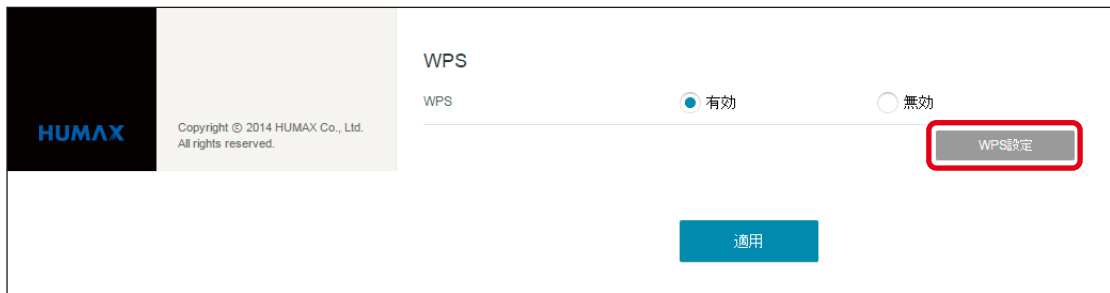 HUMAX
Copyright © 2014 HUMAX Co., Ltd.
All rights reserved.
WPS
WPS 有効 無効
WPS設定
適用